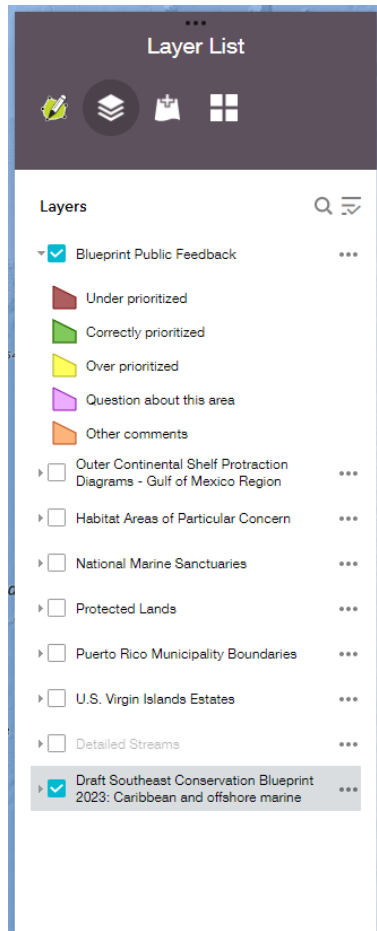 Layer List
Layers
Blueprint Public Feedback
Under prioritized
Correctly prioritized
Over prioritized
Question about this area
Other comments
Outer Continental Shelf Protraction
Diagrams - Gulf of Mexico Region
Habitat Areas of Particular Concern
National Marine Sanctuaries
Protected Lands
Puerto Rico Municipality Boundaries
U.S. Virgin Islands Estates
Detailed Streams
Draft Southeast Conservation Blueprint
2023: Caribbean and offshore marine